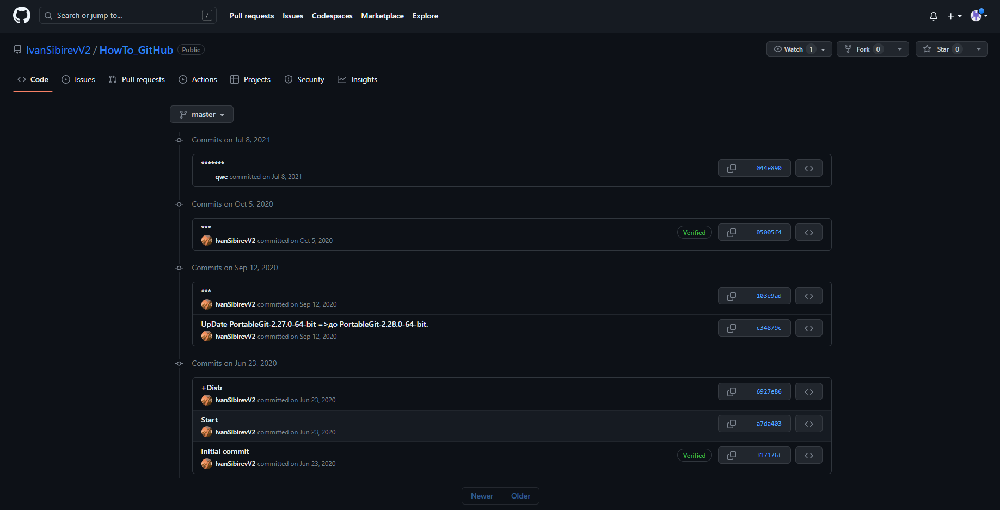 Search or jump to... /
Pull requests Issues Codespaces Marketplace Explore
IvanSibirevV2 / HowTo_GitHub Public
Watch 1 Fork 0 Star 0
Code Issues Pull requests Actions Projects Security Insights
master
Commits on Jul 8, 2021
*******
qwe committed on Jul 8, 2021
044e890
Commits on Oct 5, 2020
***
IvanSibirevV2 committed on Oct 5, 2020
Verified 05005f4
Commits on Sep 12, 2020
***
IvanSibirevV2 committed on Sep 12, 2020
103e9ad
UpDate PortableGit-2.27.0-64-bit =>до PortableGit-2.28.0-64-bit.
IvanSibirevV2 committed on Sep 12, 2020
c34879c
Commits on Jun 23, 2020
+Distr
IvanSibirevV2 committed on Jun 23, 2020
6927e86
Start
IvanSibirevV2 committed on Jun 23, 2020
a7da403
Initial commit
IvanSibirevV2 committed on Jun 23, 2020
Verified 317176f
Newer Older